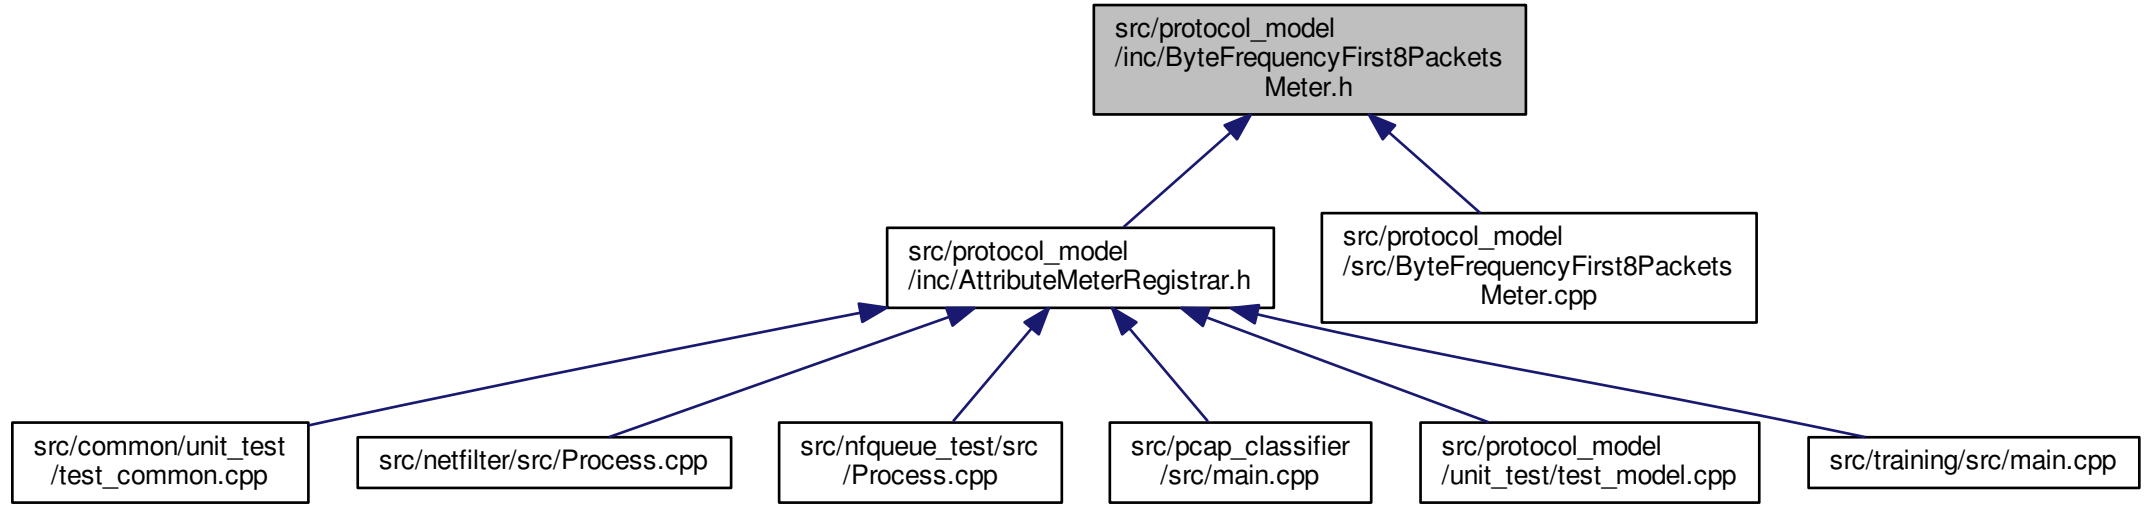 src/protocol_model
/inc/ByteFrequencyFirst8Packets
Meter.h
src/protocol_model
/inc/AttributeMeterRegistrar.h
src/protocol_model
/src/ByteFrequencyFirst8Packets
Meter.cpp
src/common/unit_test
/test_common.cpp
src/netfilter/src/Process.cpp
src/nfqueue_test/src
/Process.cpp
src/pcap_classifier
/src/main.cpp
src/protocol_model
/unit_test/test_model.cpp
src/training/src/main.cpp